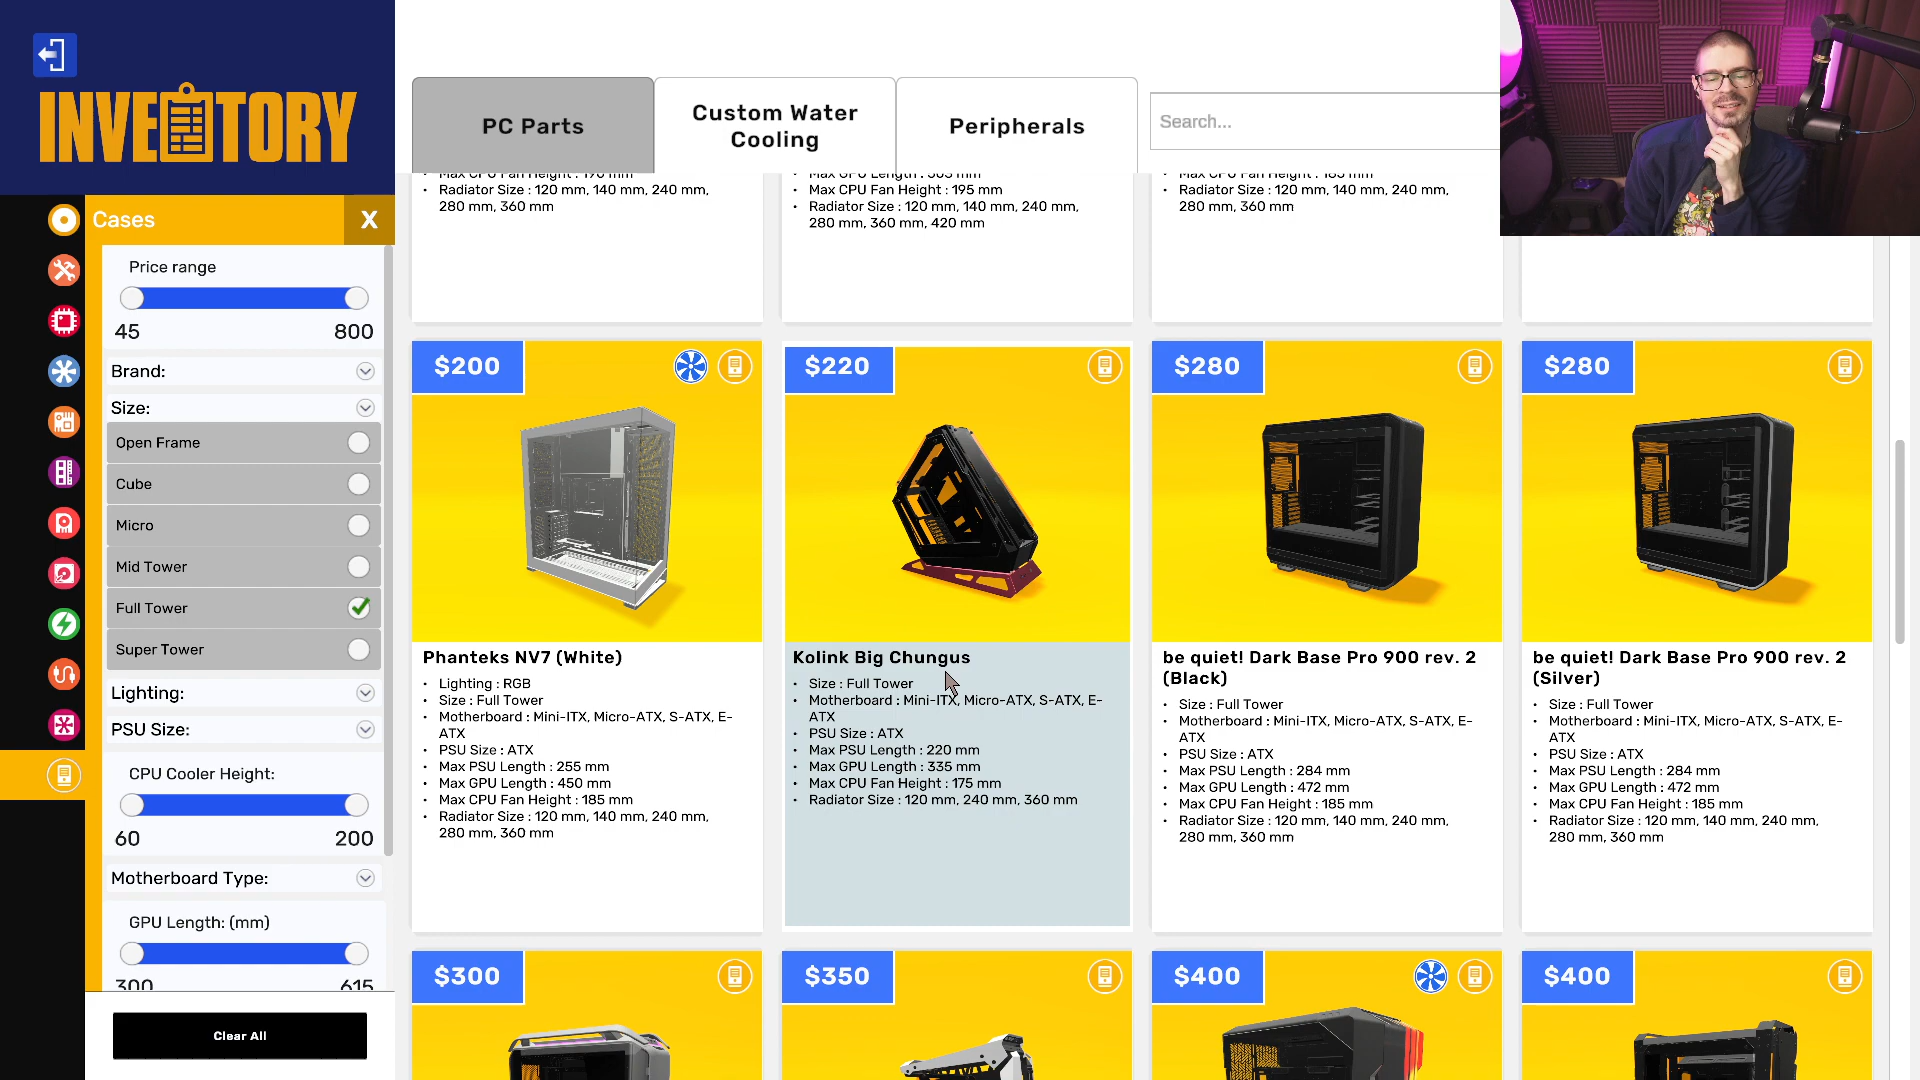 INVENTORY
PC Parts
Custom Water
Cooling
Peripherals
Search...
Cases
X
Price range
45 800
Brand:
Size:
Open Frame
Cube
Micro
Mid Tower
Full Tower
Super Tower
Lighting:
PSU Size:
CPU Cooler Height:
60 200
Motherboard Type:
GPU Length: (mm)
300 615
Clear All
• Radiator Size : 120 mm, 140 mm, 240 mm,
280 mm, 360 mm
• Max CPU Fan Height : 195 mm
• Radiator Size : 120 mm, 140 mm, 240 mm,
280 mm, 360 mm, 420 mm
• Radiator Size : 120 mm, 140 mm, 240 mm,
280 mm, 360 mm
$200
Phanteks NV7 (White)
• Lighting : RGB
• Size : Full Tower
• Motherboard : Mini-ITX, Micro-ATX, S-ATX, E-
ATX
• PSU Size : ATX
• Max PSU Length : 255 mm
• Max GPU Length : 450 mm
• Max CPU Fan Height : 185 mm
• Radiator Size : 120 mm, 140 mm, 240 mm,
280 mm, 360 mm
$220
Kolink Big Chungus
• Size : Full Tower
• Motherboard : Mini-ITX, Micro-ATX, S-ATX, E-
ATX
• PSU Size : ATX
• Max PSU Length : 220 mm
• Max GPU Length : 335 mm
• Max CPU Fan Height : 175 mm
• Radiator Size : 120 mm, 240 mm, 360 mm
$280
be quiet! Dark Base Pro 900 rev. 2
(Black)
• Size : Full Tower
• Motherboard : Mini-ITX, Micro-ATX, S-ATX, E-
ATX
• PSU Size : ATX
• Max PSU Length : 284 mm
• Max GPU Length : 472 mm
• Max CPU Fan Height : 185 mm
• Radiator Size : 120 mm, 140 mm, 240 mm,
280 mm, 360 mm
$280
be quiet! Dark Base Pro 900 rev. 2
(Silver)
• Size : Full Tower
• Motherboard : Mini-ITX, Micro-ATX, S-ATX, E-
ATX
• PSU Size : ATX
• Max PSU Length : 284 mm
• Max GPU Length : 472 mm
• Max CPU Fan Height : 185 mm
• Radiator Size : 120 mm, 140 mm, 240 mm,
280 mm, 360 mm
$300
$350
$400
$400